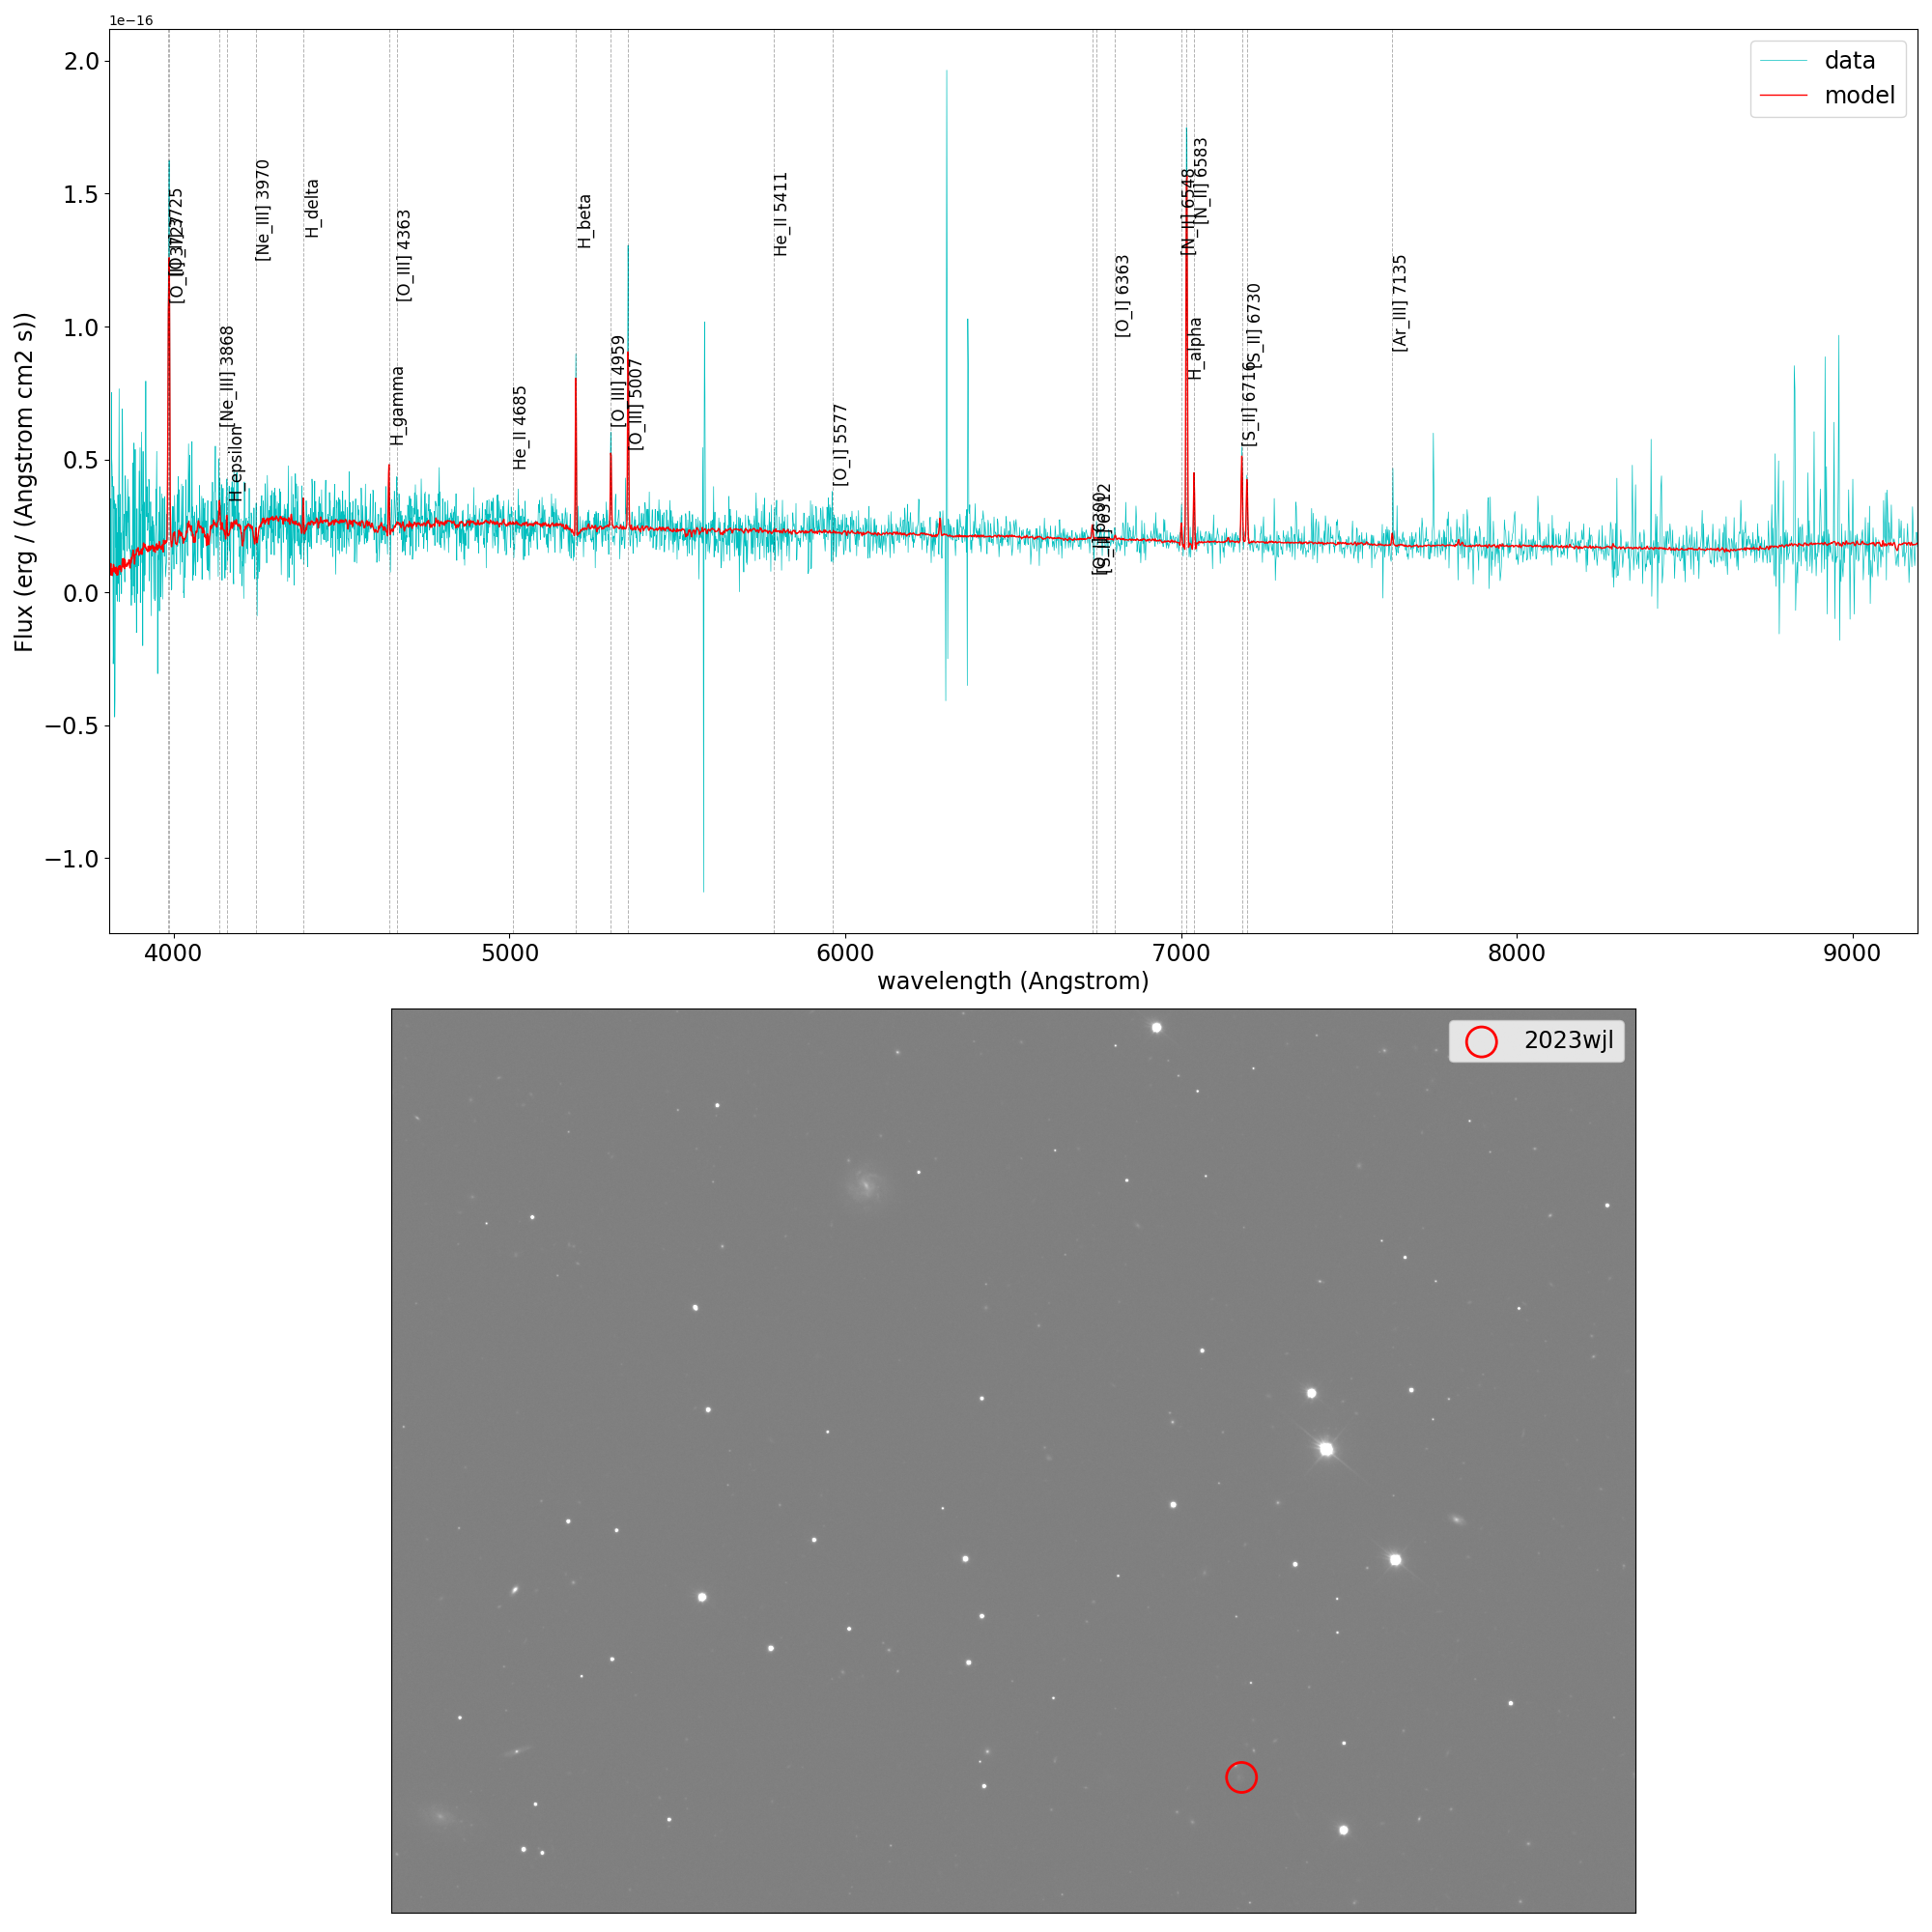 1e−16
data
model
2.0
1.5
1.0
0.5
0.0
−0.5
−1.0
Flux (erg / (Angstrom cm2 s))
[O_II] 3725
[Ne_III] 3868
H_epsilon
[Ne_III] 3970
H_delta
H_gamma
[O_III] 4363
He_II 4685
H_beta
[O_III] 4959
[O_III] 5007
He_II 5411
[O_I] 5577
[O_I] 6363
[N_II] 6548
H_alpha
[N_II] 6583
[S_II] 6716
[S_II] 6730
[Ar_III] 7135
4000 5000 6000 7000 8000 9000
wavelength (Angstrom)
2023wjl